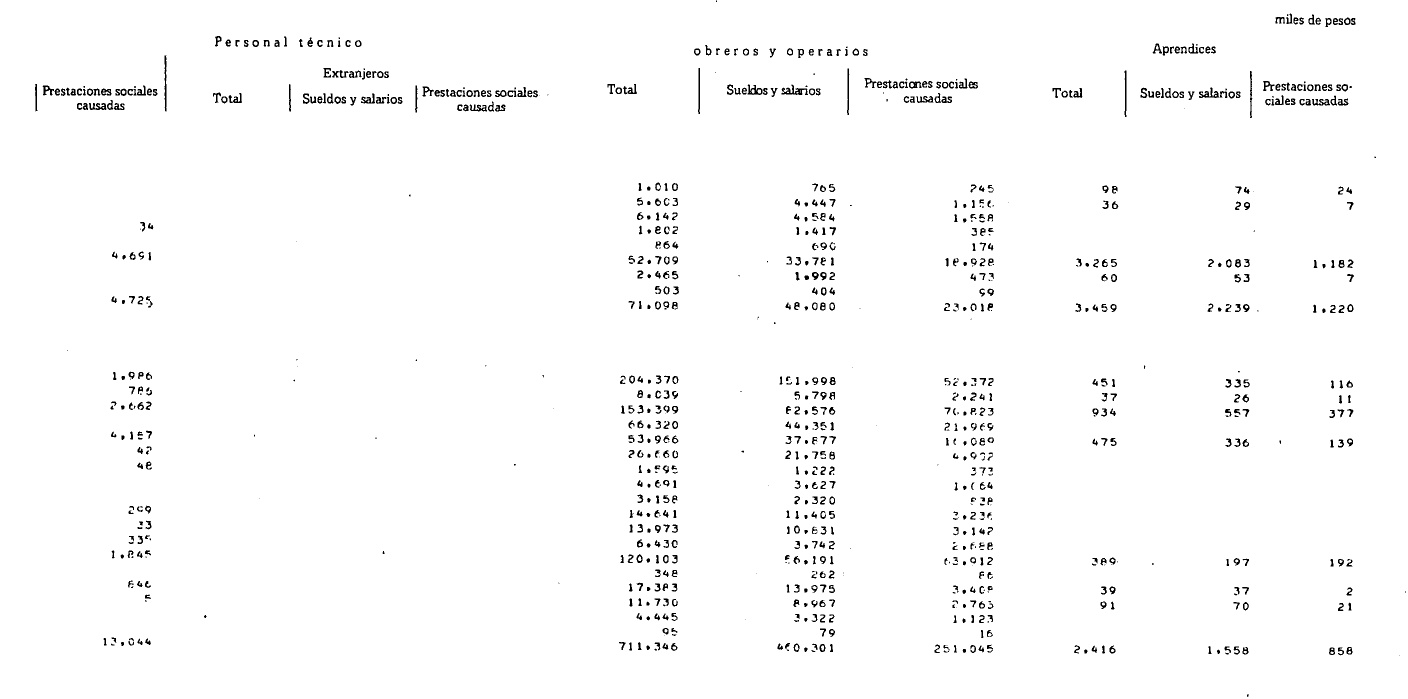 miles de pesos
Personal técnico
obreros y operarios
Aprendices
Extranjeros
Prestaciones sociales causadas
Total
Sueldos y salarios
Prestaciones sociales causadas
Total
Sueldos y salarios
Prestaciones sociales causadas
Total
Sueldos y salarios
Prestaciones so-
ciales causadas
1.010 765 245 98 74 24
5.603 4.447 1.156 36 29 7
6.142 4.584 1.558
34 1.802 1.417 385
864 690 174
4.691 52.709 33.781 18.928 3.265 2.083 1.182
2.465 1.992 473 60 53 7
503 404 99
4.725 71.098 48.080 23.018 3.459 2.239 1.220
1.986 204.370 151.998 52.372 451 335 116
786 8.039 5.798 2.241 37 26 11
2.662 153.399 82.576 70.823 934 557 377
66.320 44.351 21.969
4.157 53.966 37.877 16.089 475 336 139
42 26.660 21.758 4.902
48 1.595 1.222 373
4.691 3.627 1.064
3.158 2.320 838
209 14.641 11.405 3.236
33 13.973 10.831 3.142
335 6.430 3.742 2.688
1.845 120.103 56.191 63.912 389 197 192
348 262 86
17.383 13.975 3.408 39 37 2
5 11.730 8.967 2.763 91 70 21
4.445 3.322 1.123
95 79 16
13.044 711.346 460.301 251.045 2.416 1.558 858